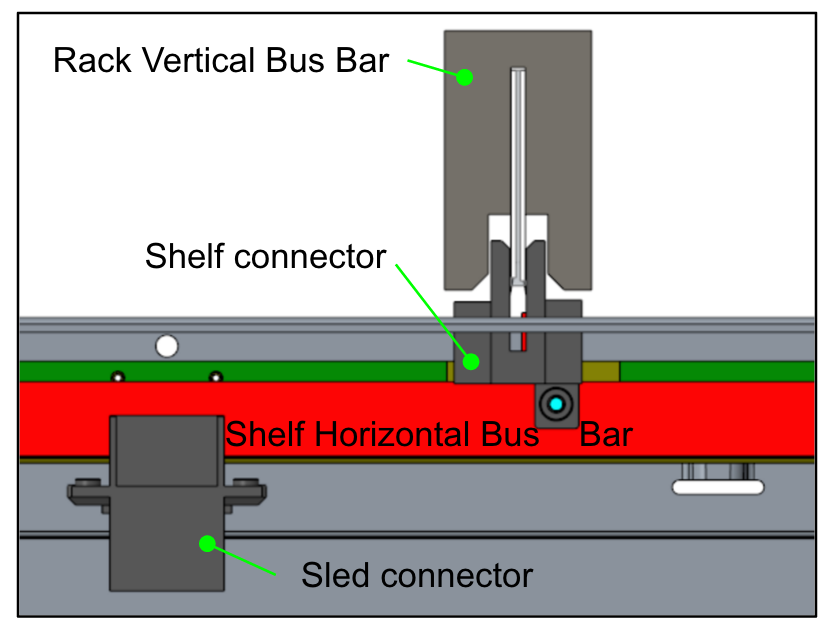 Rack Vertical Bus Bar
Shelf connector
Shelf Horizontal Bus Bar
Sled connector